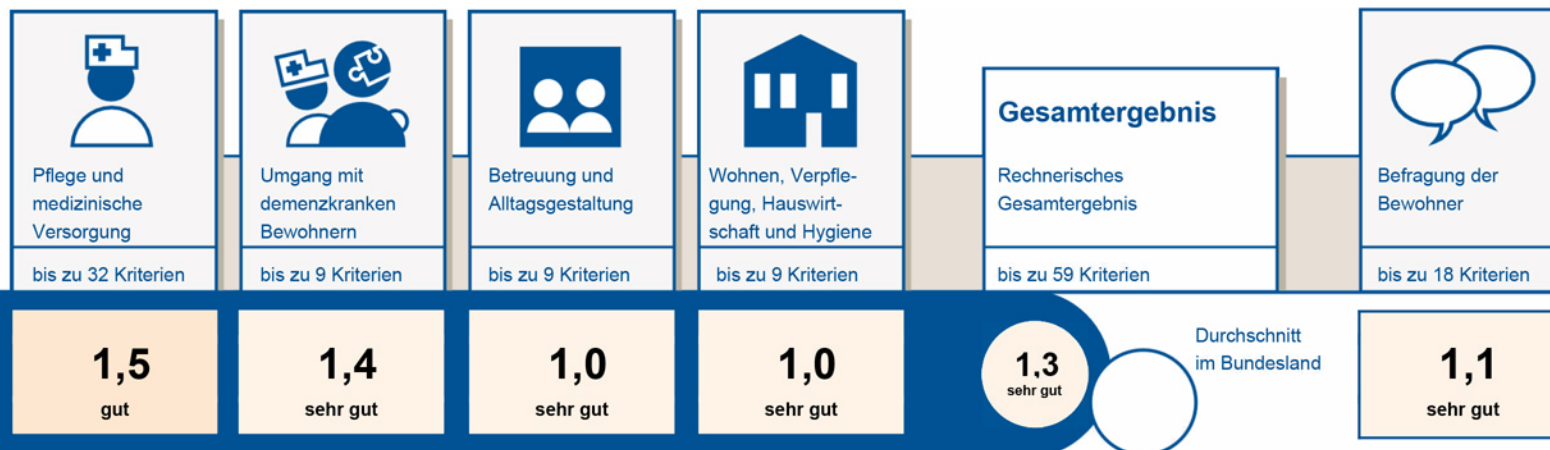 Pflege und
medizinische
Versorgung
bis zu 32 Kriterien
1,5
gut
Umgang mit
demenzkranken
Bewohnern
bis zu 9 Kriterien
1,4
sehr gut
Betreuung und
Alltagsgestaltung
bis zu 9 Kriterien
1,0
sehr gut
Wohnen, Verpfle-
gung, Hauswirt-
schaft und Hygiene
bis zu 9 Kriterien
1,0
sehr gut
Gesamtergebnis
Rechnerisches
Gesamtergebnis
bis zu 59 Kriterien
1,3
sehr gut
Durchschnitt
im Bundesland
Befragung der
Bewohner
bis zu 18 Kriterien
1,1
sehr gut